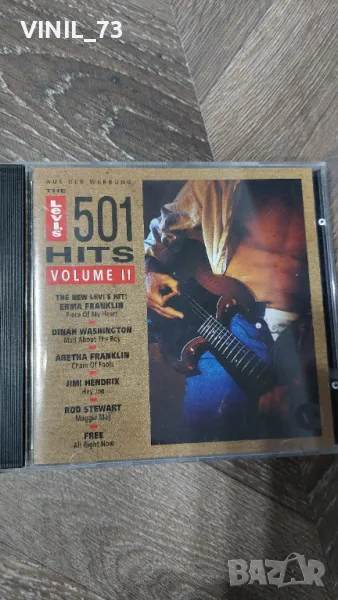 VINIL_73
AUS DER WERBUNG
THE
Levi's
501
HITS
VOLUME II
THE NEW LEVI'S HIT:
ERMA FRANKLIN
Piece Of My Heart
DINAH WASHINGTON
Mad About The Boy
ARETHA FRANKLIN
Chain Of Fools
JIMI HENDRIX
Hey Joe
ROD STEWART
Maggie May
FREE
All Right Now
BAZAR